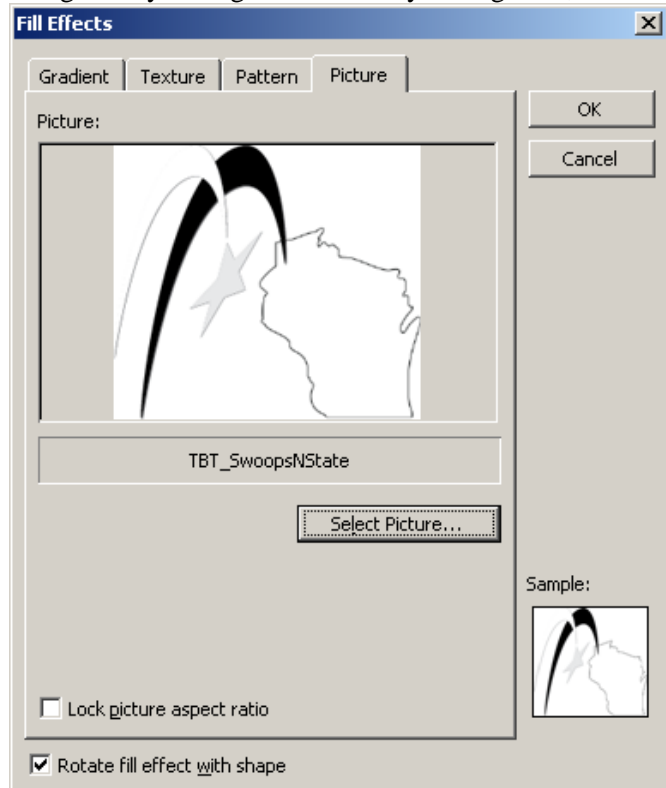 Fill Effects
Gradient Texture Pattern Picture
Picture:
OK
Cancel
TBT_SwoopsNState
Select Picture...
Sample:
Lock picture aspect ratio
Rotate fill effect with shape